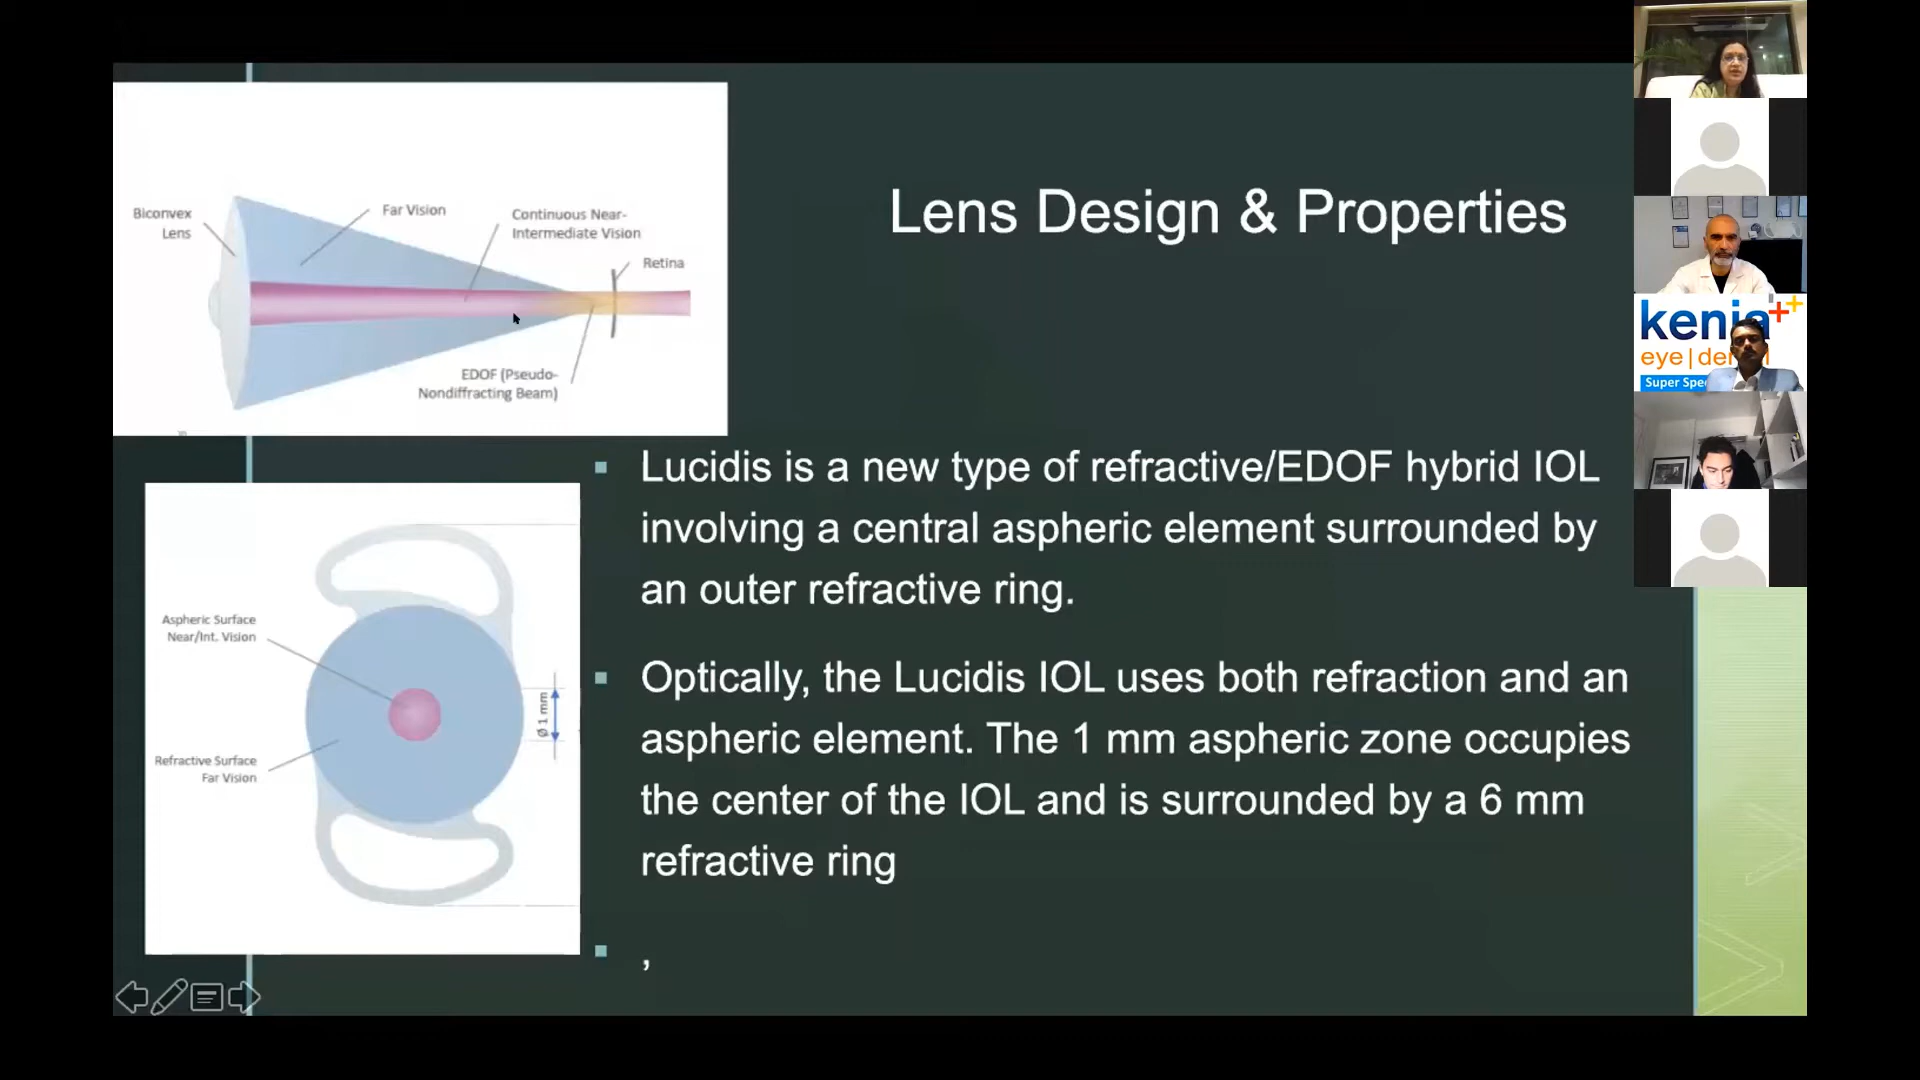 Lens Design & Properties
Biconvex
Lens
Far Vision
Continuous Near-
Intermediate Vision
Retina
EDOF (Pseudo-
Nondiffracting Beam)
Lucidis is a new type of refractive/EDOF hybrid IOL
involving a central aspheric element surrounded by
an outer refractive ring.
Optically, the Lucidis IOL uses both refraction and an
aspheric element. The 1 mm aspheric zone occupies
the center of the IOL and is surrounded by a 6 mm
refractive ring
,
Aspheric Surface
Near/Int. Vision
Ø 1 mm
Refractive Surface
Far Vision
kenia
eye|
Super